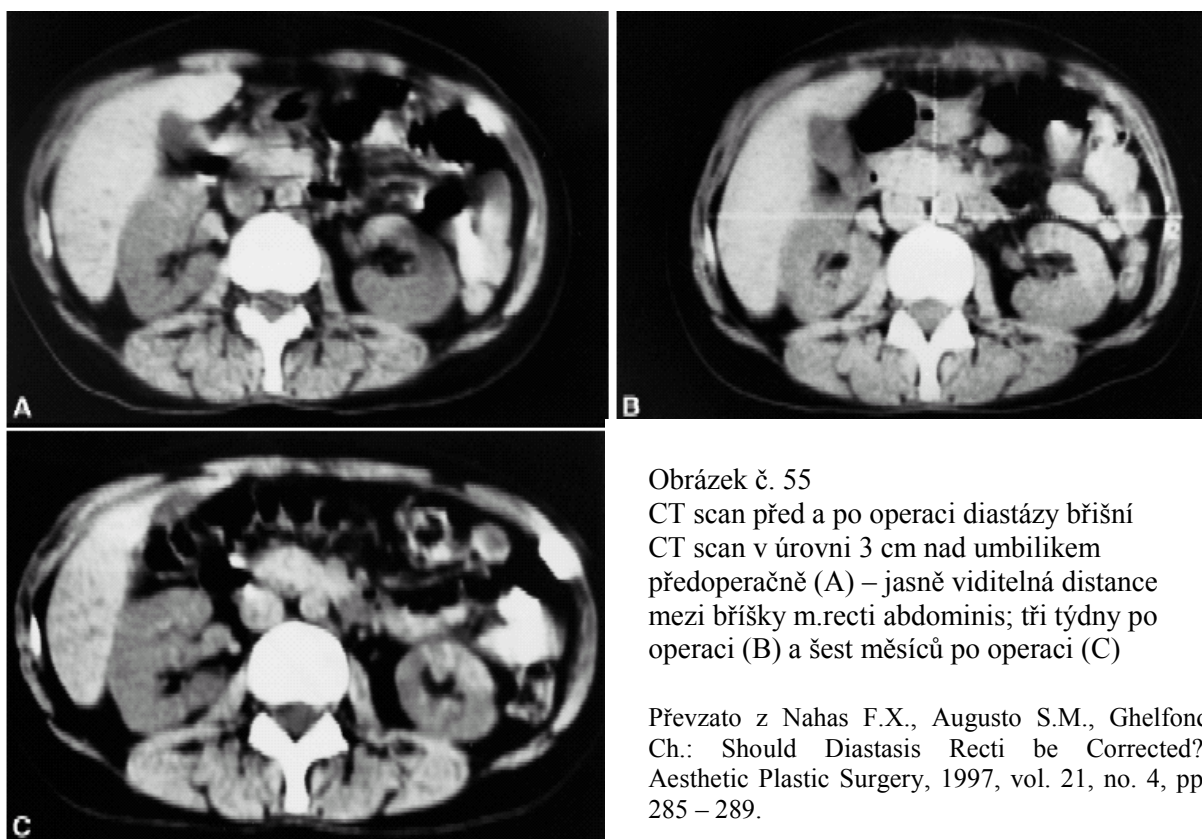 A
B
C
Obrázek č. 55
CT scan před a po operaci diastázy břišní
CT scan v úrovni 3 cm nad umbilikem
předoperačně (A) – jasně viditelná distance
mezi bříšky m.recti abdominis; tři týdny po
operaci (B) a šest měsíců po operaci (C)
Převzato z Nahas F.X., Augusto S.M., Ghelfond
Ch.: Should Diastasis Recti be Corrected?
Aesthetic Plastic Surgery, 1997, vol. 21, no. 4, pp
285 – 289.